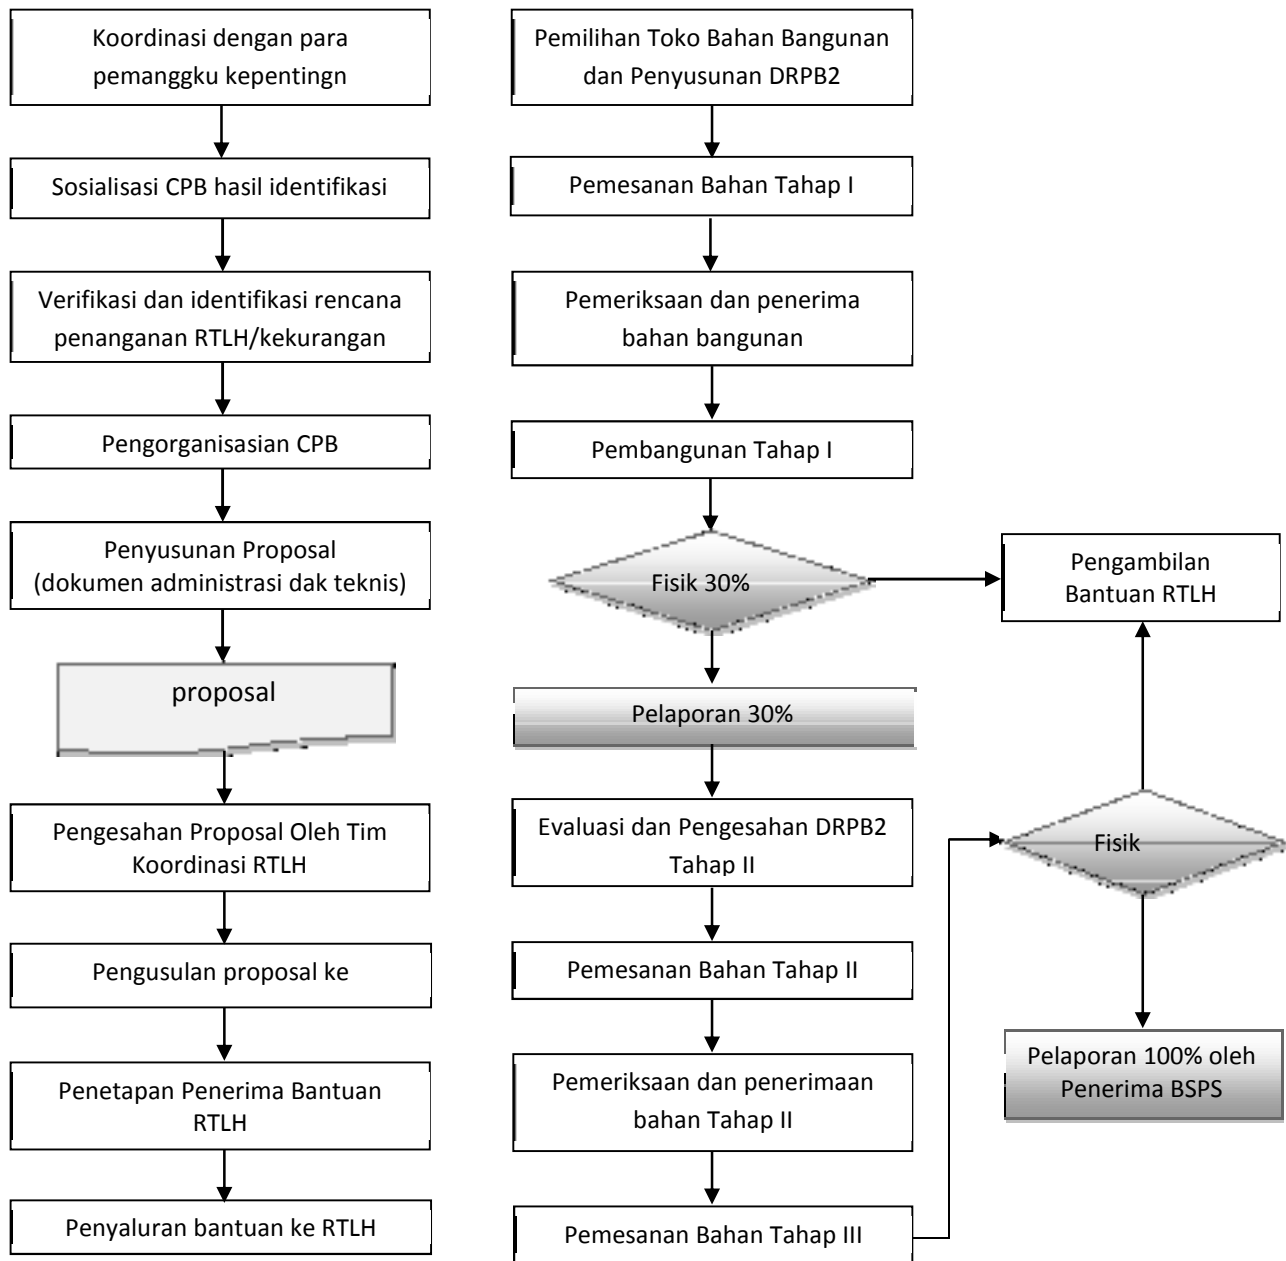 Koordinasi dengan para
pemanggku kepentingn
Sosialisasi CPB hasil identifikasi
Verifikasi dan identifikasi rencana
penanganan RTLH/kekurangan
Pengorganisasian CPB
Penyusunan Proposal
(dokumen administrasi dak teknis)
proposal
Pengesahan Proposal Oleh Tim
Koordinasi RTLH
Pengusulan proposal ke
Penetapan Penerima Bantuan
RTLH
Penyaluran bantuan ke RTLH
Pemilihan Toko Bahan Bangunan
dan Penyusunan DRPB2
Pemesanan Bahan Tahap I
Pemeriksaan dan penerima
bahan bangunan
Pembangunan Tahap I
Fisik 30%
Pelaporan 30%
Evaluasi dan Pengesahan DRPB2
Tahap II
Pemesanan Bahan Tahap II
Pemeriksaan dan penerimaan
bahan Tahap II
Pemesanan Bahan Tahap III
Pengambilan
Bantuan RTLH
Fisik
Pelaporan 100% oleh
Penerima BSPS